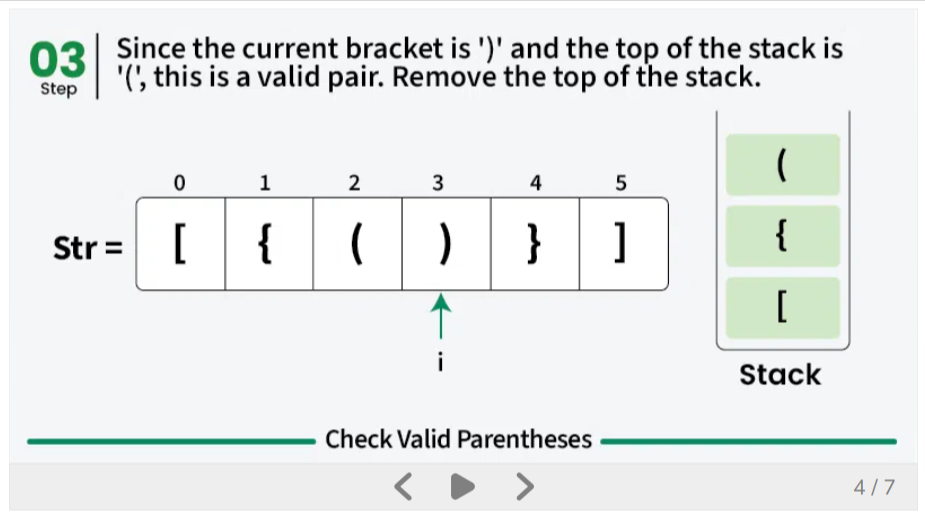 03
Step
Since the current bracket is ')' and the top of the stack is
'(', this is a valid pair. Remove the top of the stack.
0 1 2 3 4 5
Str = [ { ( ) } ]
i
(
{
[
Stack
Check Valid Parentheses
4 / 7